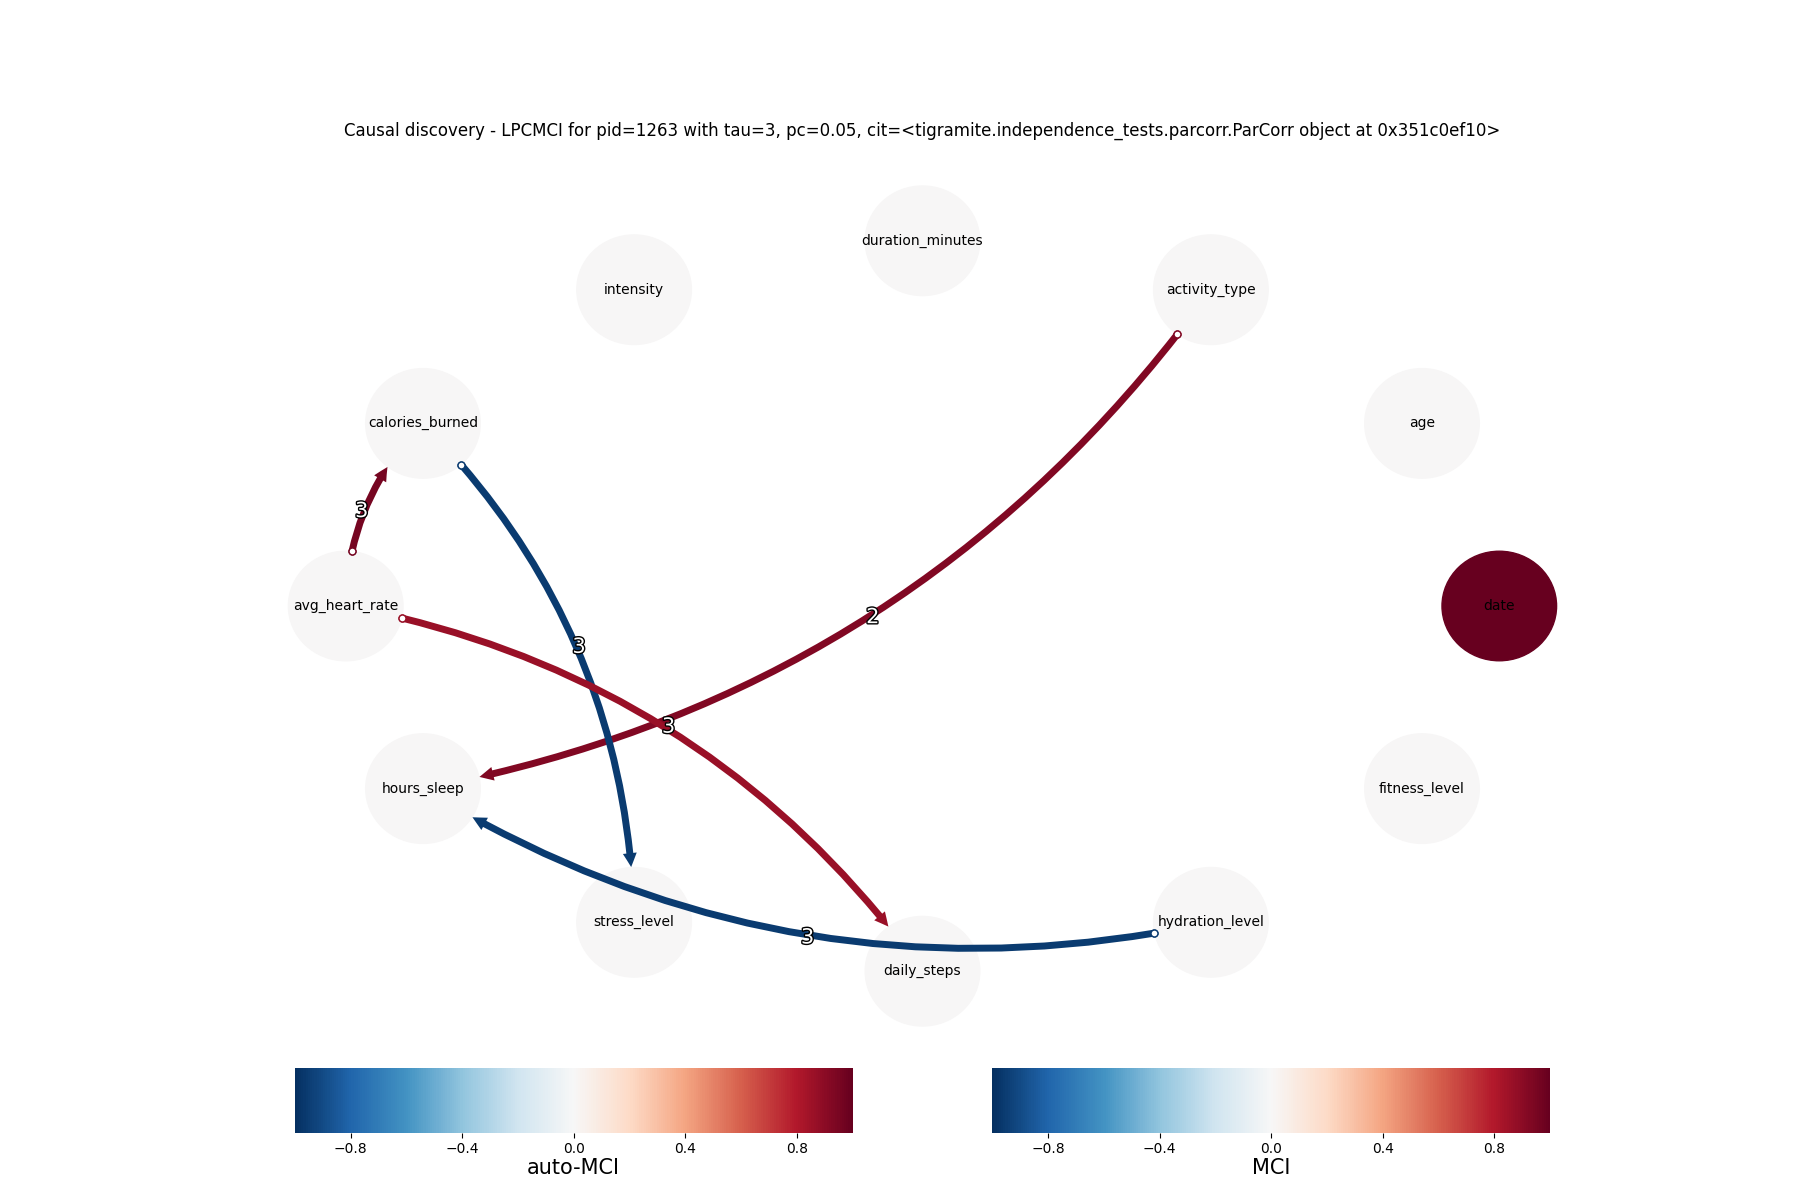 Causal discovery - LPCMCI for pid=1263 with tau=3, pc=0.05, cit=<tigramite.independence_tests.parcorr.ParCorr object at 0x351c0ef10>
duration_minutes
intensity
activity_type
calories_burned
age
3
avg_heart_rate
date
2
3
3
hours_sleep
fitness_level
stress_level
hydration_level
3
daily_steps
−0.8 −0.4 0.0 0.4 0.8
auto-MCI
−0.8 −0.4 0.0 0.4 0.8
MCI